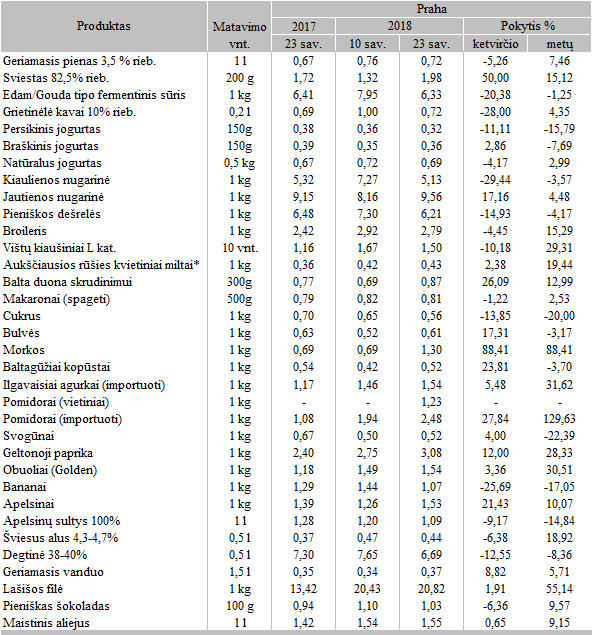 Produktas Matavimo vnt. Praha
2017 2018 Pokytis %
23 sav. 10 sav. 23 sav. ketvirčio metų
Geriamasis pienas 3,5 % rieb. 1 l 0,67 0,76 0,72 -5,26 7,46
Sviestas 82,5% rieb. 200 g 1,72 1,32 1,98 50,00 15,12
Edam/Gouda tipo fermentinis sūris 1 kg 6,41 7,95 6,33 -20,38 -1,25
Grietinėlė kavai 10% rieb. 0,2 l 0,69 1,00 0,72 -28,00 4,35
Persikinis jogurtas 150g 0,38 0,36 0,32 -11,11 -15,79
Braškinis jogurtas 150g 0,39 0,35 0,36 2,86 -7,69
Natūralus jogurtas 0,5 kg 0,67 0,72 0,69 -4,17 2,99
Kiaulienos nugarinė 1 kg 5,32 7,27 5,13 -29,44 -3,57
Jautienos nugarinė 1 kg 9,15 8,16 9,56 17,16 4,48
Pieniškos dešrelės 1 kg 6,48 7,30 6,21 -14,93 -4,17
Broileris 1 kg 2,42 2,92 2,79 -4,45 15,29
Vištų kiaušiniai L kat. 10 vnt. 1,16 1,67 1,50 -10,18 29,31
Aukščiausios rūšies kvietiniai miltai* 1 kg 0,36 0,42 0,43 2,38 19,44
Balta duona skrudinimui 300g 0,77 0,69 0,87 26,09 12,99
Makaronai (spageti) 500g 0,79 0,82 0,81 -1,22 2,53
Cukrus 1 kg 0,70 0,65 0,56 -13,85 -20,00
Bulvės 1 kg 0,63 0,52 0,61 17,31 -3,17
Morkos 1 kg 0,69 0,69 1,30 88,41 88,41
Baltagūžiai kopūstai 1 kg 0,54 0,42 0,52 23,81 -3,70
Ilgavaisiai agurkai (importuoti) 1 kg 1,17 1,46 1,54 5,48 31,62
Pomidorai (vietiniai) 1 kg - - 1,23 - -
Pomidorai (importuoti) 1 kg 1,08 1,94 2,48 27,84 129,63
Svogūnai 1 kg 0,67 0,50 0,52 4,00 -22,39
Geltonoji paprika 1 kg 2,40 2,75 3,08 12,00 28,33
Obuoliai (Golden) 1 kg 1,18 1,49 1,54 3,36 30,51
Bananai 1 kg 1,29 1,44 1,07 -25,69 -17,05
Apelsinai 1 kg 1,39 1,26 1,53 21,43 10,07
Apelsinų sultys 100% 1 l 1,28 1,20 1,09 -9,17 -14,84
Šviesus alus 4,3-4,7% 0,5 l 0,37 0,47 0,44 -6,38 18,92
Degtinė 38-40% 0,5 l 7,30 7,65 6,69 -12,55 -8,36
Geriamasis vanduo 1,5 l 0,35 0,34 0,37 8,82 5,71
Lašišos filė 1 kg 13,42 20,43 20,82 1,91 55,14
Pieniškas šokoladas 100 g 0,94 1,10 1,03 -6,36 9,57
Maistinis aliejus 1 l 1,42 1,54 1,55 0,65 9,15